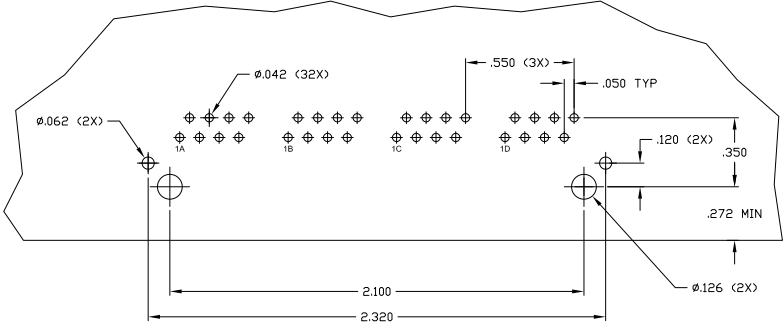 .550 (3X)
ø.042 (32X)
.050 TYP
ø.062 (2X)
1A
1B
1C
1D
.120 (2X)
.350
.272 MIN
ø.126 (2X)
2.100
2.320